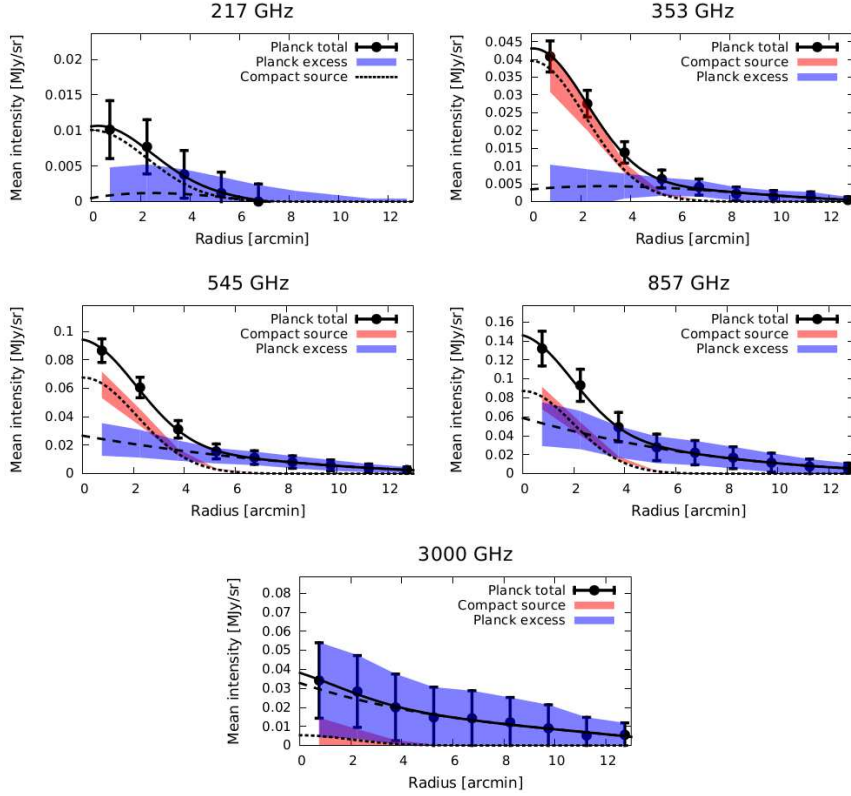 217 GHz
Mean intensity [MJy/sr]
0.02
0.015
0.01
0.005
0
Planck total
Planck excess
Compact source
0 2 4 6 8 10 12
Radius [arcmin]
353 GHz
Mean intensity [MJy/sr]
0.045
0.04
0.035
0.03
0.025
0.02
0.015
0.01
0.005
0
Planck total
Compact source
Planck excess
0 2 4 6 8 10 12
Radius [arcmin]
545 GHz
Mean intensity [MJy/sr]
0.1
0.08
0.06
0.04
0.02
0
Planck total
Compact source
Planck excess
0 2 4 6 8 10 12
Radius [arcmin]
857 GHz
Mean intensity [MJy/sr]
0.16
0.14
0.12
0.1
0.08
0.06
0.04
0.02
0
Planck total
Compact source
Planck excess
0 2 4 6 8 10 12
Radius [arcmin]
3000 GHz
Mean intensity [MJy/sr]
0.08
0.07
0.06
0.05
0.04
0.03
0.02
0.01
0
Planck total
Compact source
Planck excess
0 2 4 6 8 10 12
Radius [arcmin]